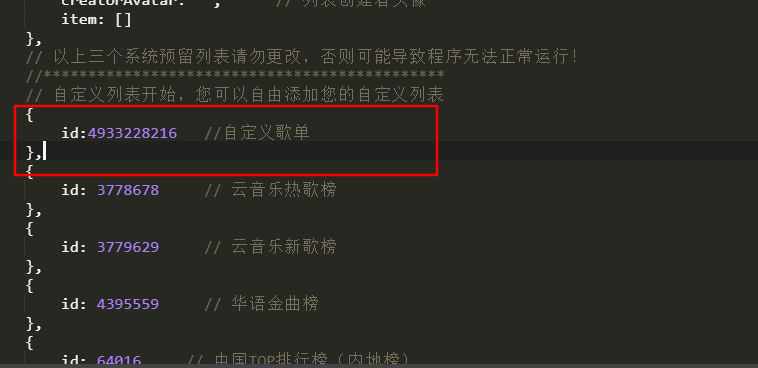 creatorAvatar: "", // 列表创建者头像
item: []
},
// 以上三个系统预留列表请勿更改，否则可能导致程序无法正常运行！
//*********************************************
// 自定义列表开始，您可以自由添加您的自定义列表
{
id:4933228216 //自定义歌单
},
{
id: 3778678 // 云音乐热歌榜
},
{
id: 3779629 // 云音乐新歌榜
},
{
id: 4395559 // 华语金曲榜
},
{
id: 64016 // 中国TOP排行榜（内地榜）